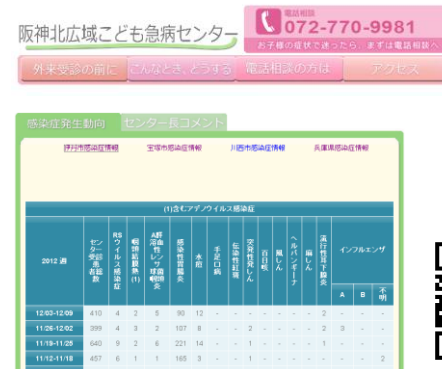 阪神北広域こども急病センター
電話相談
072-770-9981
お子様の症状で迷ったら、まずは電話相談へ
外来受診の前に
こんなとき、どうする
電話相談の方は
アクセス
感染症発生動向
センター長コメント
伊丹市感染症情報 宝塚市感染症情報 川西市感染症情報 兵庫県感染症情報
(1)含むアデノウイルス感染症
2012 週
センター受診患者総数
RSウイルス感染症
咽頭結膜熱(1)
A群溶血性レンサ球菌咽頭炎
感染性胃腸炎
水痘
手足口病
伝染性紅斑
突発性発しん
百日咳
風しん
ヘルパンギーナ
麻しん
流行性耳下腺炎
インフルエンザ
A B 不明
12/03-12/09 410 4 2 5 90 12 - - - - - - - 2 - - -
11/26-12/02 399 4 3 2 107 8 - - 2 - - - - 2 3 - -
11/19-11/25 640 9 2 6 221 14 - - 1 - - - - 1 - - -
11/12-11/18 457 6 1 1 165 3 - - 1 - - - - - - - 2